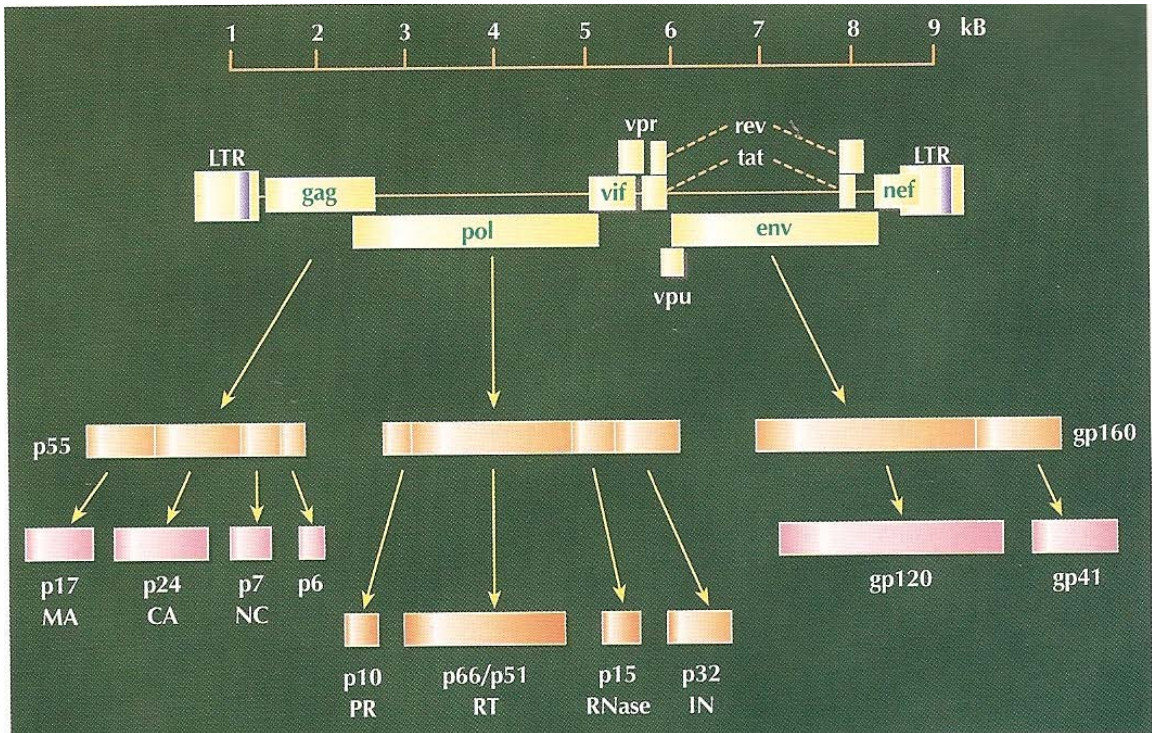 1 2 3 4 5 6 7 8 9 kB
vpr rev
LTR tat LTR
gag vif nef
pol env
vpu
p55 gp160
p17 p24 p7 p6 gp120 gp41
MA CA NC
p10 p66/p51 p15 p32
PR RT RNase IN